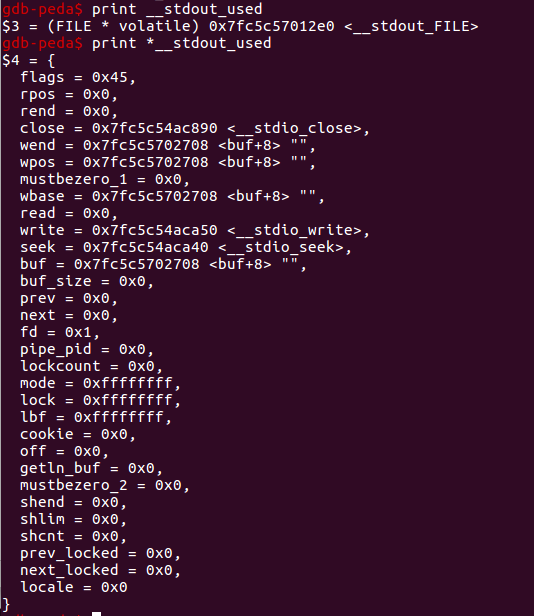 gdb-peda$ print __stdout_used
$3 = (FILE * volatile) 0x7fc5c57012e0 <__stdout_FILE>
gdb-peda$ print *__stdout_used
$4 = {
  flags = 0x45,
  rpos = 0x0,
  rend = 0x0,
  close = 0x7fc5c54ac890 <__stdio_close>,
  wend = 0x7fc5c5702708 <buf+8> "",
  wpos = 0x7fc5c5702708 <buf+8> "",
  mustbezero_1 = 0x0,
  wbase = 0x7fc5c5702708 <buf+8> "",
  read = 0x0,
  write = 0x7fc5c54aca50 <__stdio_write>,
  seek = 0x7fc5c54aca40 <__stdio_seek>,
  buf = 0x7fc5c5702708 <buf+8> "",
  buf_size = 0x0,
  prev = 0x0,
  next = 0x0,
  fd = 0x1,
  pipe_pid = 0x0,
  lockcount = 0x0,
  mode = 0xffffffff,
  lock = 0xffffffff,
  lbf = 0xffffffff,
  cookie = 0x0,
  off = 0x0,
  getln_buf = 0x0,
  mustbezero_2 = 0x0,
  shend = 0x0,
  shlim = 0x0,
  shcnt = 0x0,
  prev_locked = 0x0,
  next_locked = 0x0,
  locale = 0x0
}